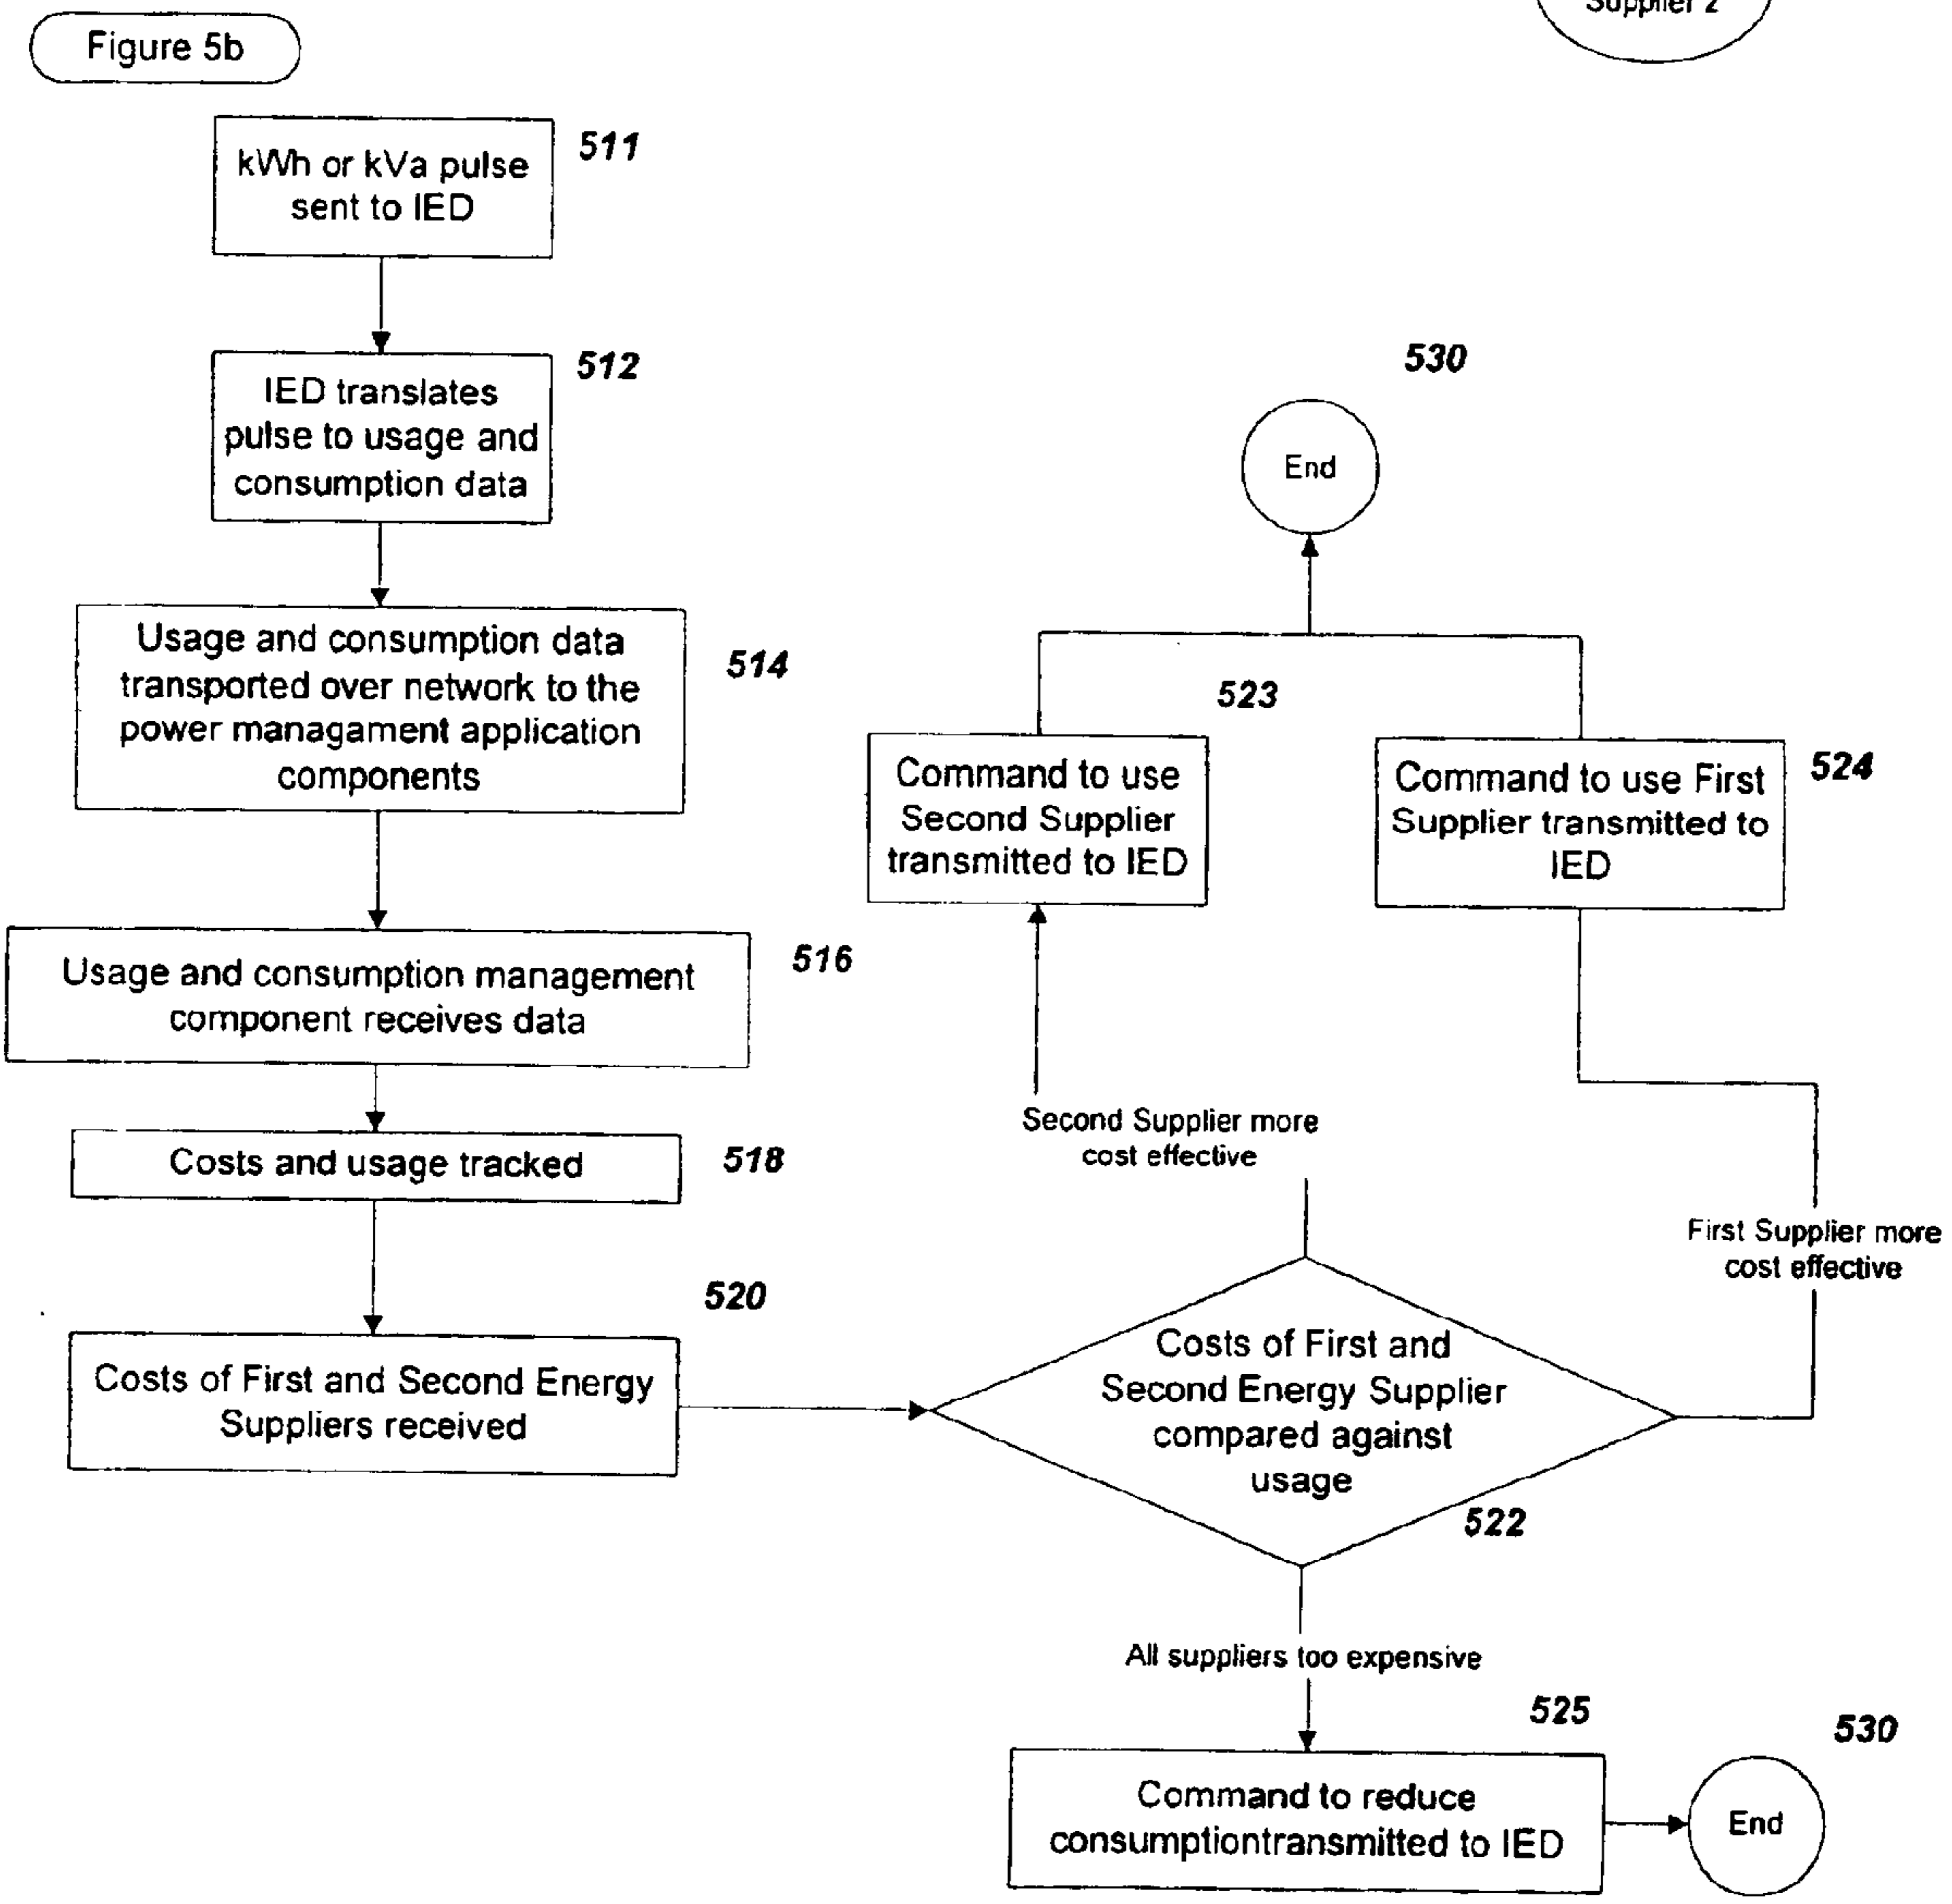 Supplier 2
Figure 5b
kWh or kVa pulse
sent to IED
511
IED translates
pulse to usage and
consumption data
512
Usage and consumption data
transported over network to the
power managament application
components
514
Usage and consumption management
component receives data
516
Costs and usage tracked
518
Costs of First and Second Energy
Suppliers received
520
Costs of First and
Second Energy Supplier
compared against
usage
522
Second Supplier more
cost effective
Command to use
Second Supplier
transmitted to IED
523
First Supplier more
cost effective
Command to use First
Supplier transmitted to
IED
524
End
530
All suppliers too expensive
Command to reduce
consumptiontransmitted to IED
525
End
530